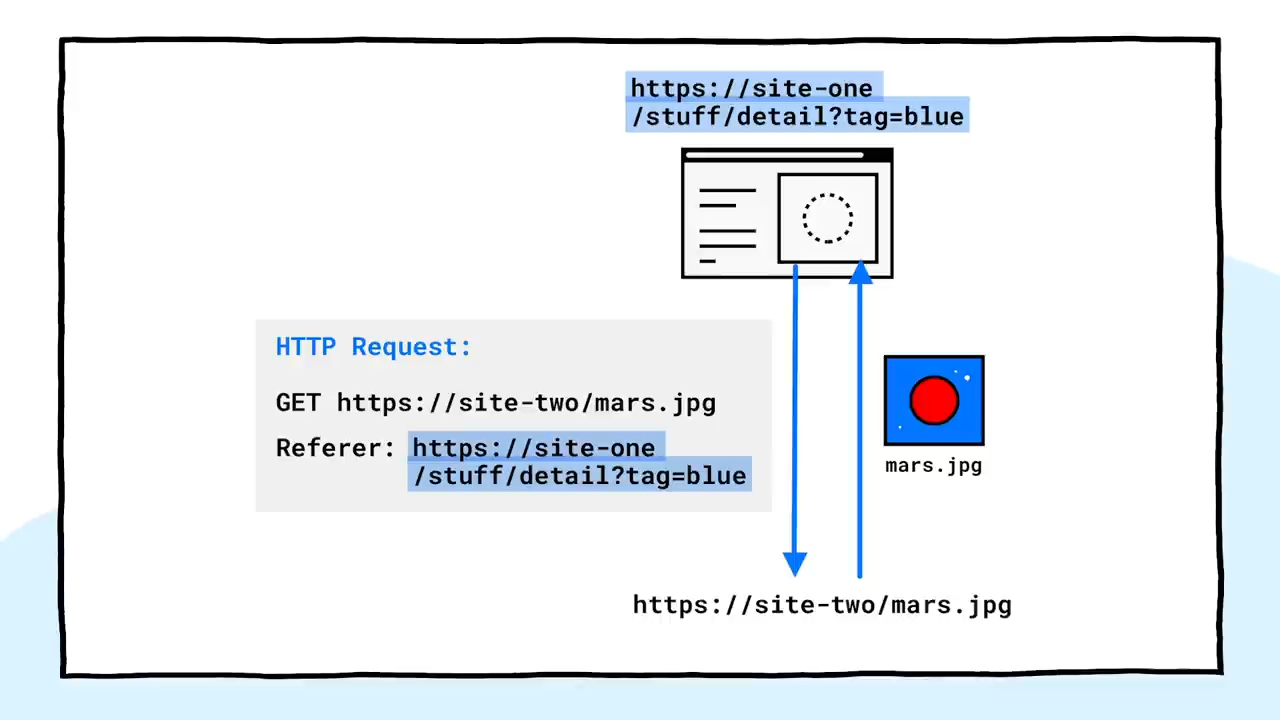 https://site-one
/stuff/detail?tag=blue
HTTP Request:
GET https://site-two/mars.jpg
Referer: https://site-one
/stuff/detail?tag=blue
mars.jpg
https://site-two/mars.jpg